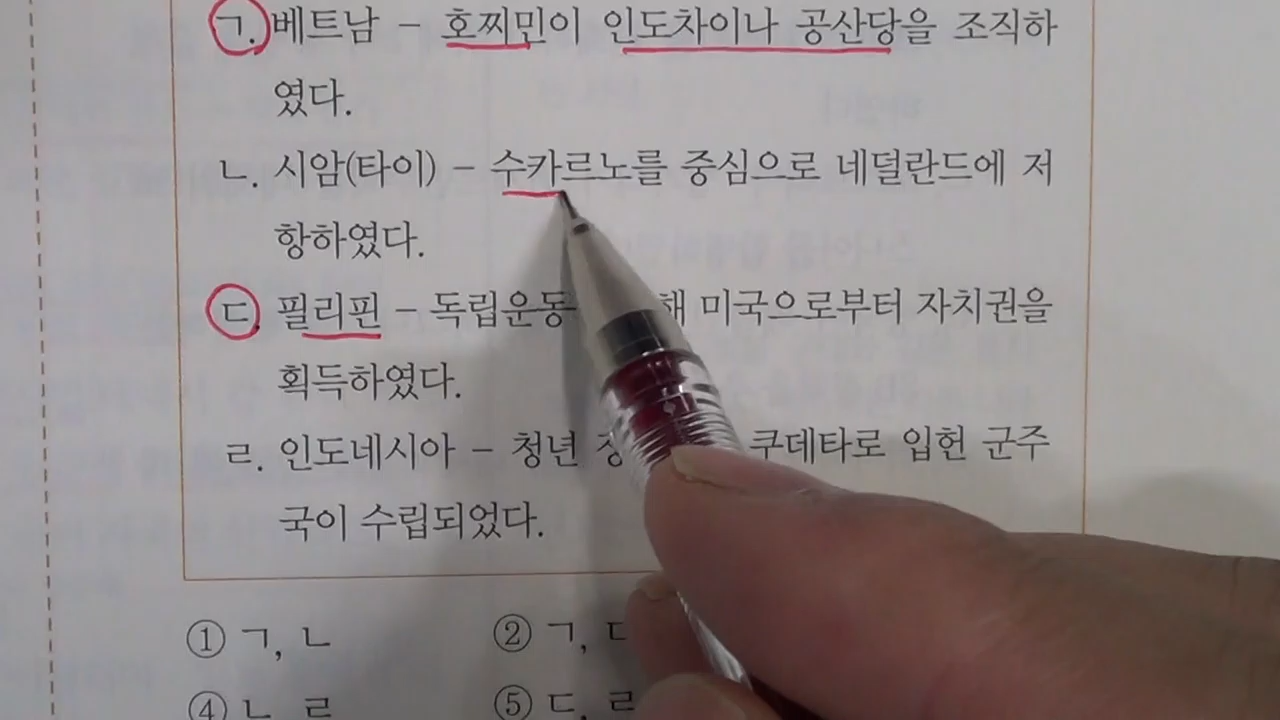 ㄱ. 베트남 – 호찌민이 인도차이나 공산당을 조직하
였다.
ㄴ. 시암(타이) – 수카르노를 중심으로 네덜란드에 저
항하였다.
ㄷ. 필리핀 – 독립운동 미국으로부터 자치권을
획득하였다.
ㄹ. 인도네시아 – 청년 쿠데타로 입헌 군주
국이 수립되었다.
① ㄱ, ㄴ ② ㄱ, ㄷ
④ ㄴ, ㄹ ⑤ ㄷ, ㄹ